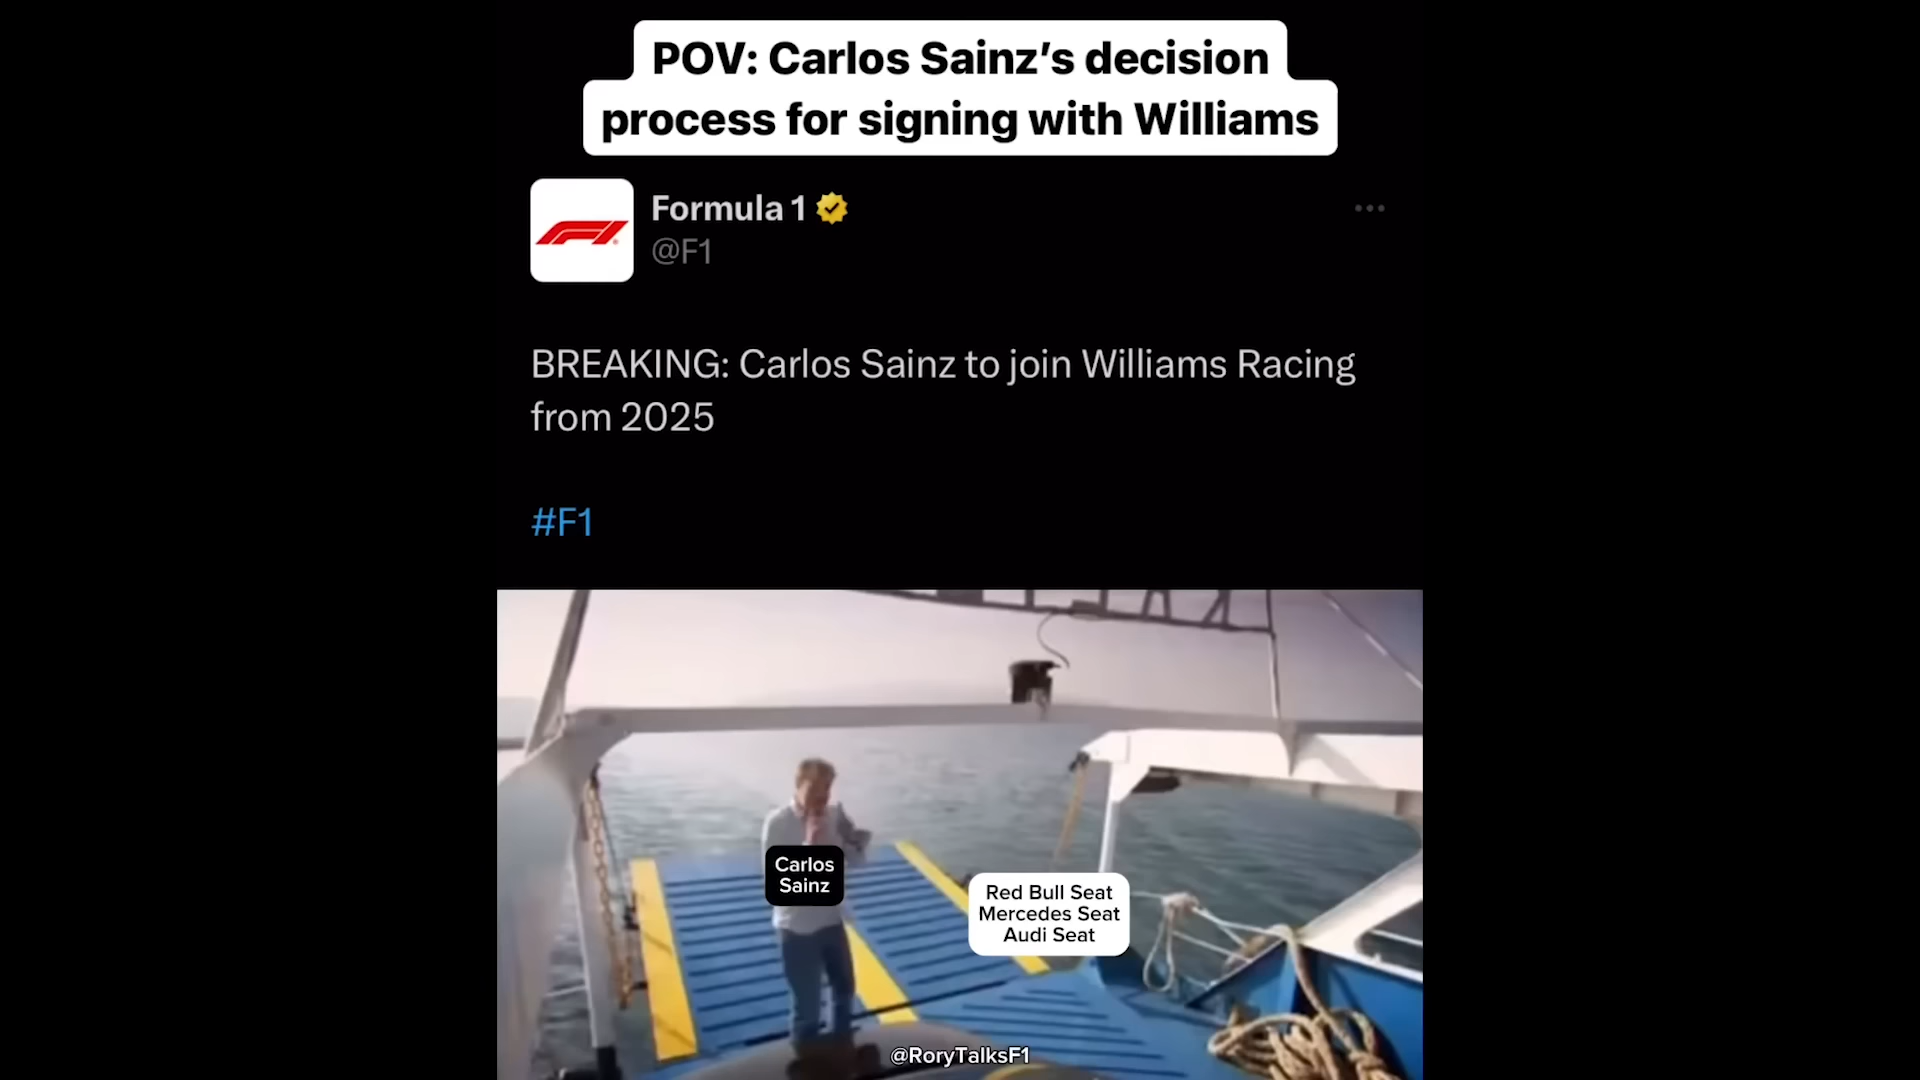 POV: Carlos Sainz’s decision
process for signing with Williams
Formula 1
@F1
BREAKING: Carlos Sainz to join Williams Racing
from 2025
#F1
Carlos
Sainz
Red Bull Seat
Mercedes Seat
Audi Seat
@RoryTalksF1